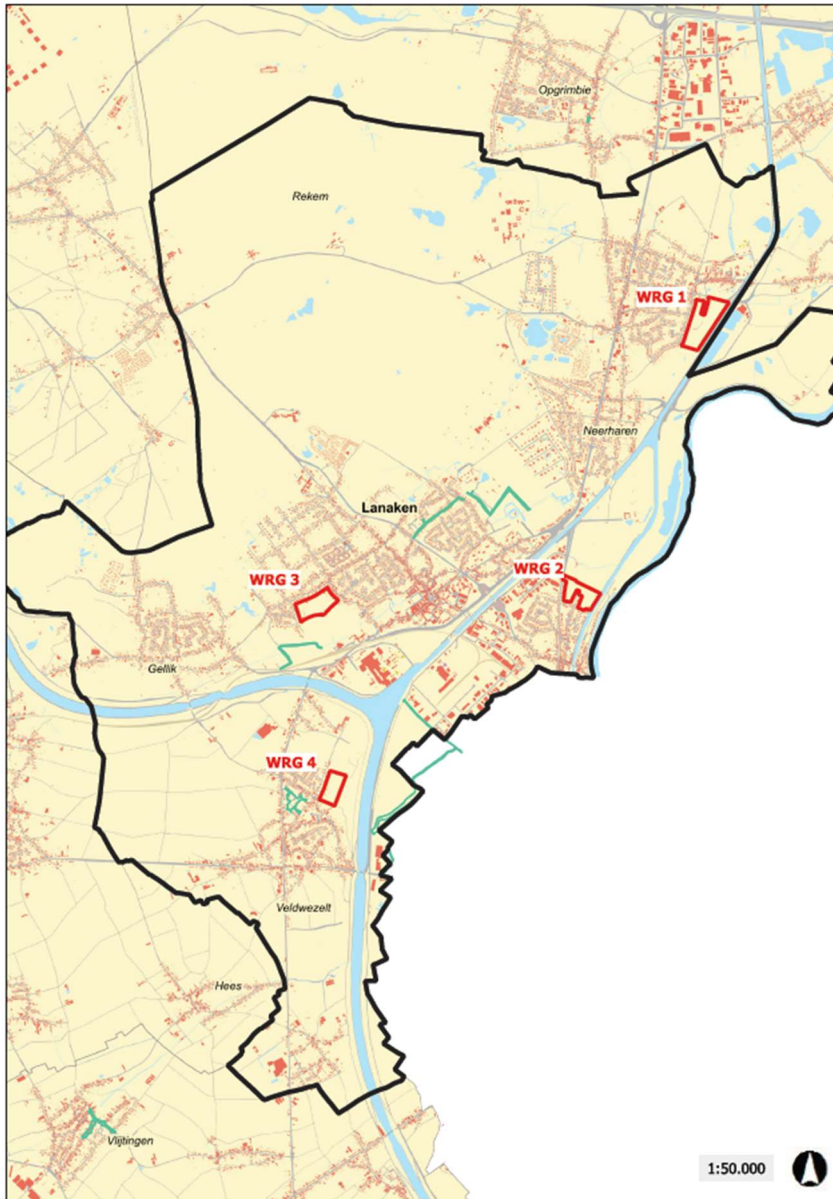 Opgrimbie
Rekem
WRG 1
Neerharen
Lanaken
WRG 2
WRG 3
Gellik
WRG 4
Veldwezelt
Hees
Vlijtingen
1:50.000